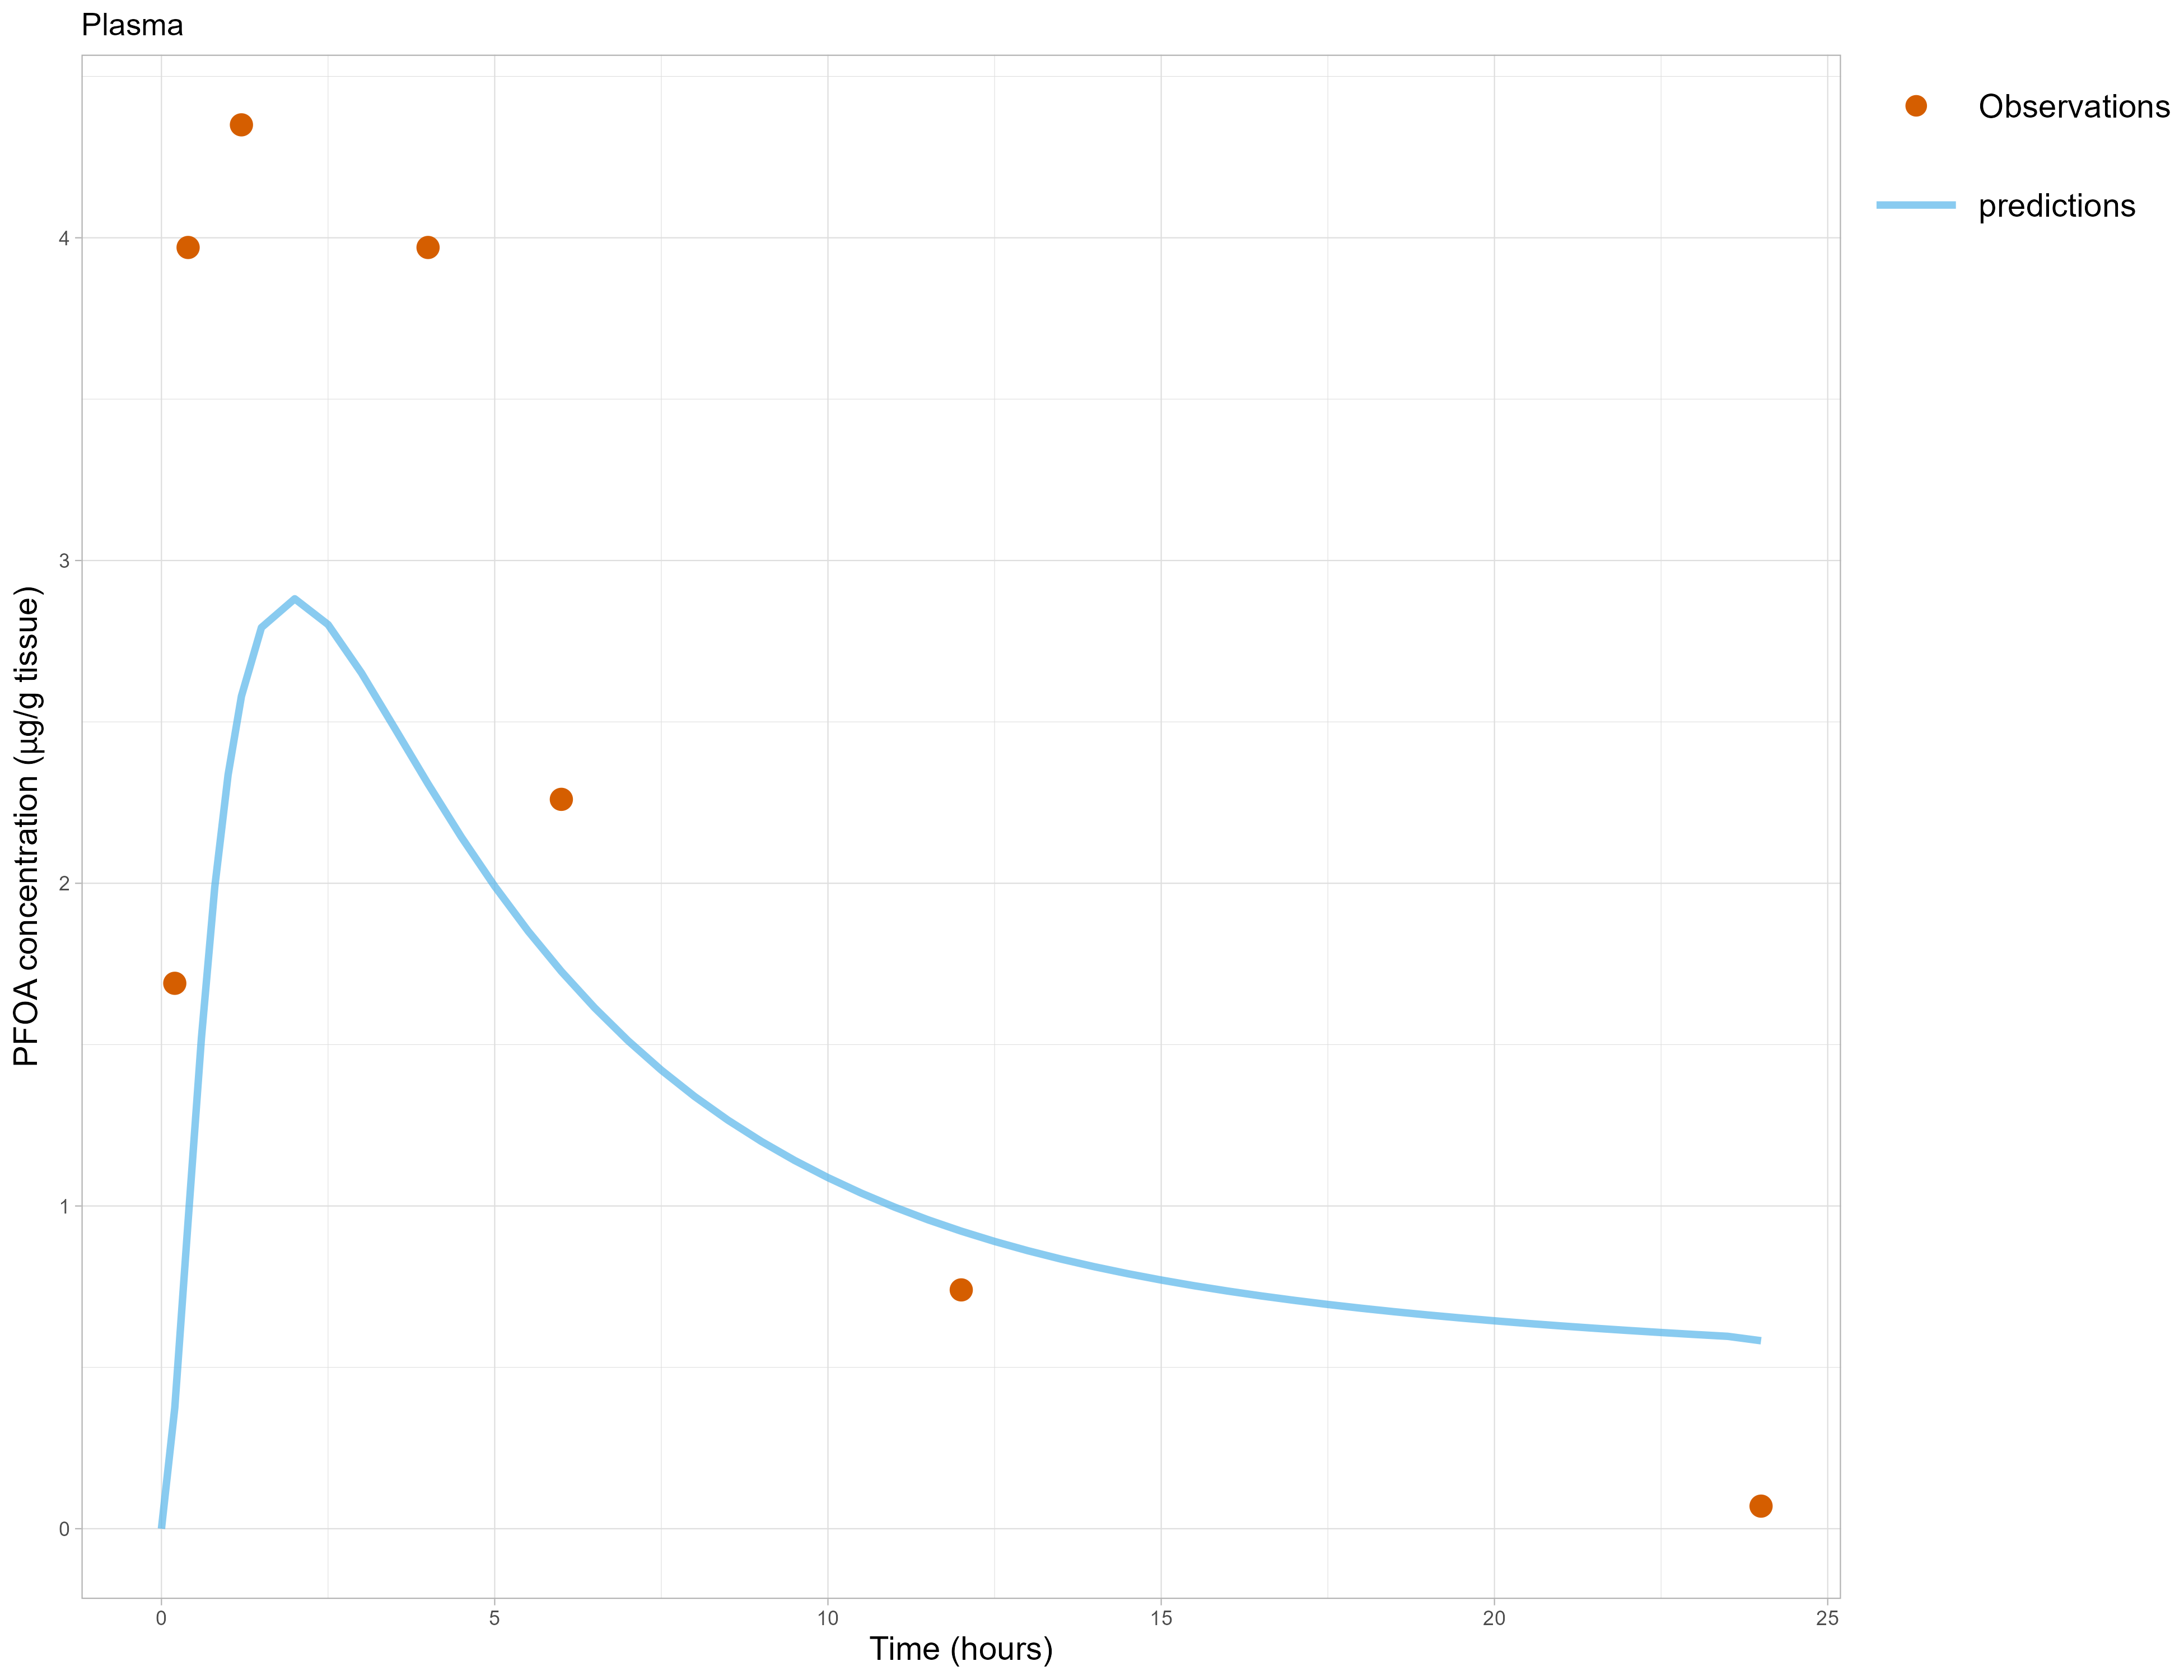 Plasma
Observations
predictions
PFOA concentration (µg/g tissue)
4
3
2
1
0
0
5
10
15
20
25
Time (hours)